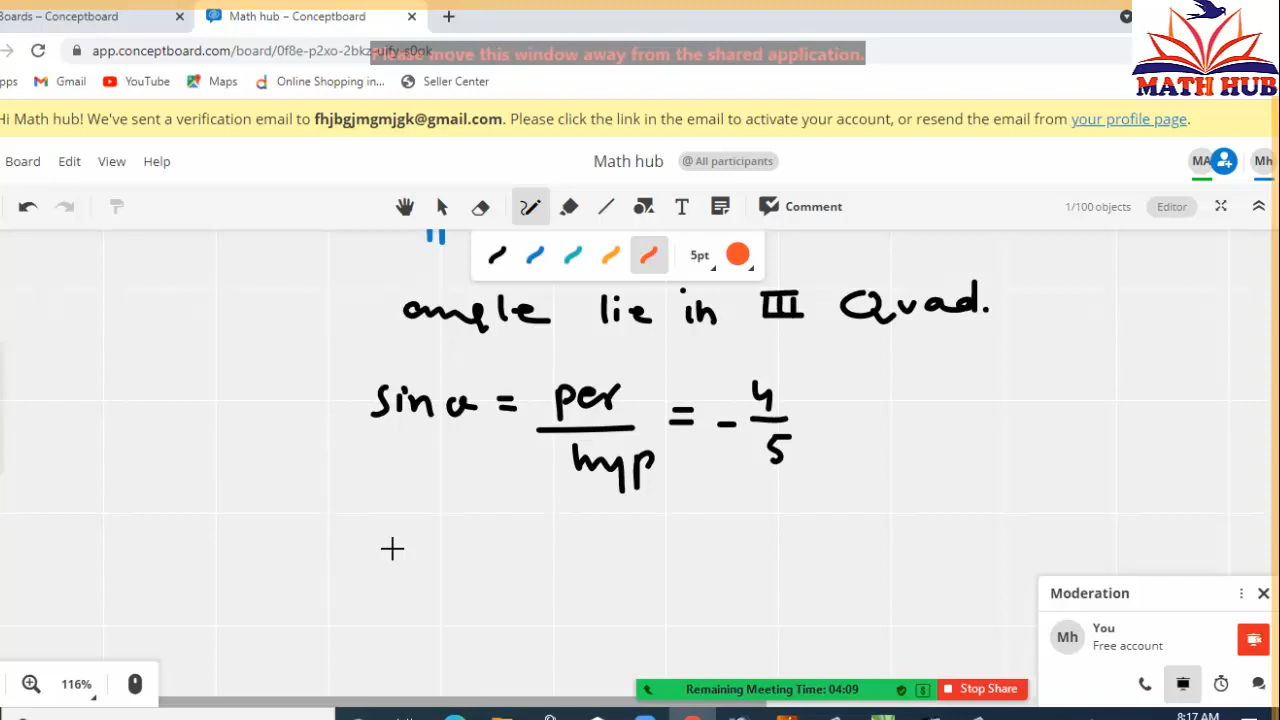 Boards – Conceptboard
Math hub – Conceptboard
app.conceptboard.com/board/0f8e-p2xo-2bkz-uify-s0ok
Please move this window away from the shared application.
MATH HUB
pps Gmail YouTube Maps Online Shopping in... Seller Center
Hi Math hub! We've sent a verification email to fhjbgjmgmjgk@gmail.com. Please click the link in the email to activate your account, or resend the email from your profile page.
Board Edit View Help Math hub @ All participants MA Mh
T Comment 1/100 objects Editor
5pt
angle lie in III Quad.
sin α = per/hyp = - 4/5
Moderation
Mh You
Free account
116%
Remaining Meeting Time: 04:09 Stop Share
8:17 AM